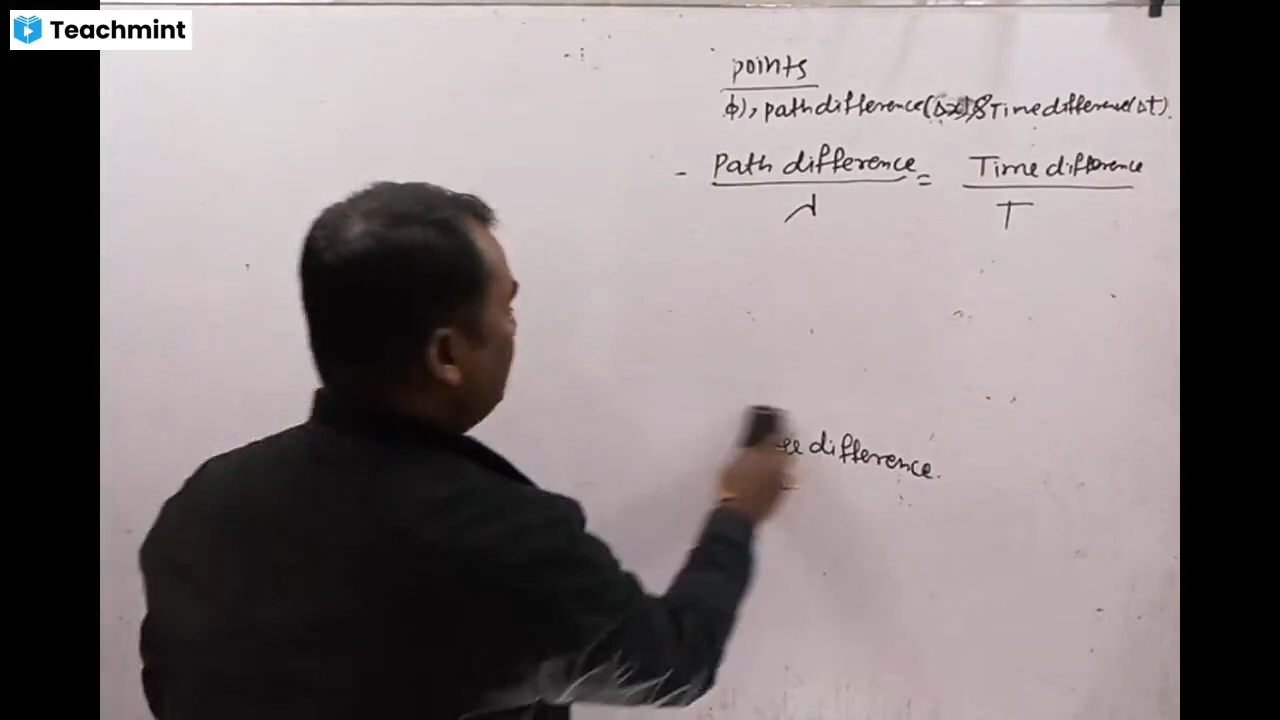 Teachmint
points
φ), path difference (Δx) & Time difference (Δt).
- Path difference = Time difference
λ T
difference.